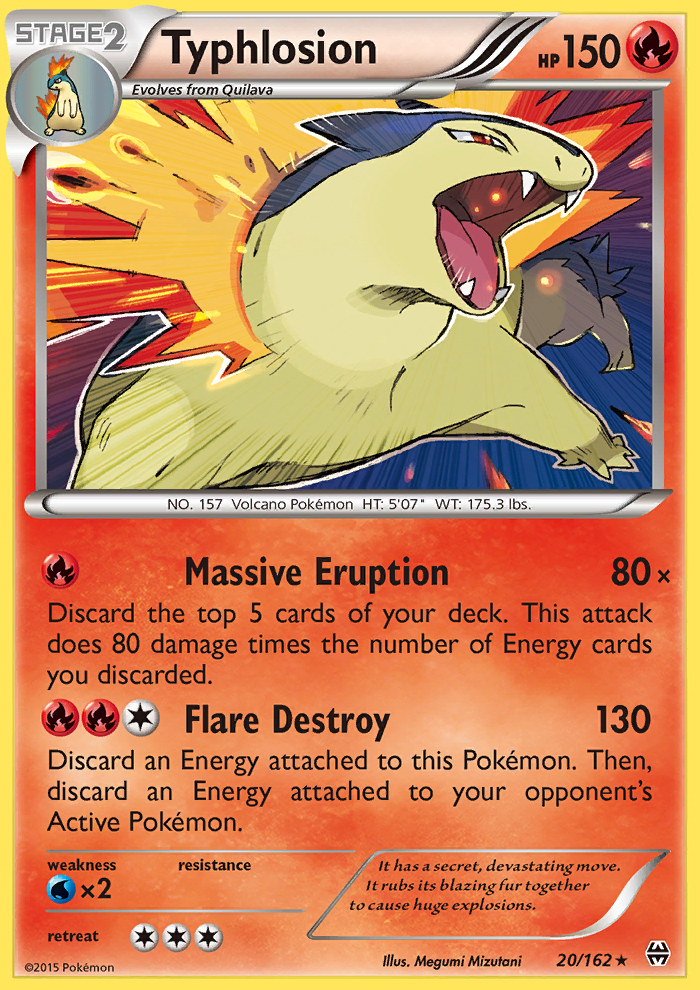 STAGE2
Typhlosion
HP150
Evolves from Quilava
NO. 157 Volcano Pokémon HT: 5'07" WT: 175.3 lbs.
Massive Eruption 80×
Discard the top 5 cards of your deck. This attack
does 80 damage times the number of Energy cards
you discarded.
Flare Destroy 130
Discard an Energy attached to this Pokémon. Then,
discard an Energy attached to your opponent's
Active Pokémon.
weakness resistance
×2
It has a secret, devastating move.
It rubs its blazing fur together
to cause huge explosions.
retreat
©2015 Pokémon
Illus. Megumi Mizutani 20/162 ★